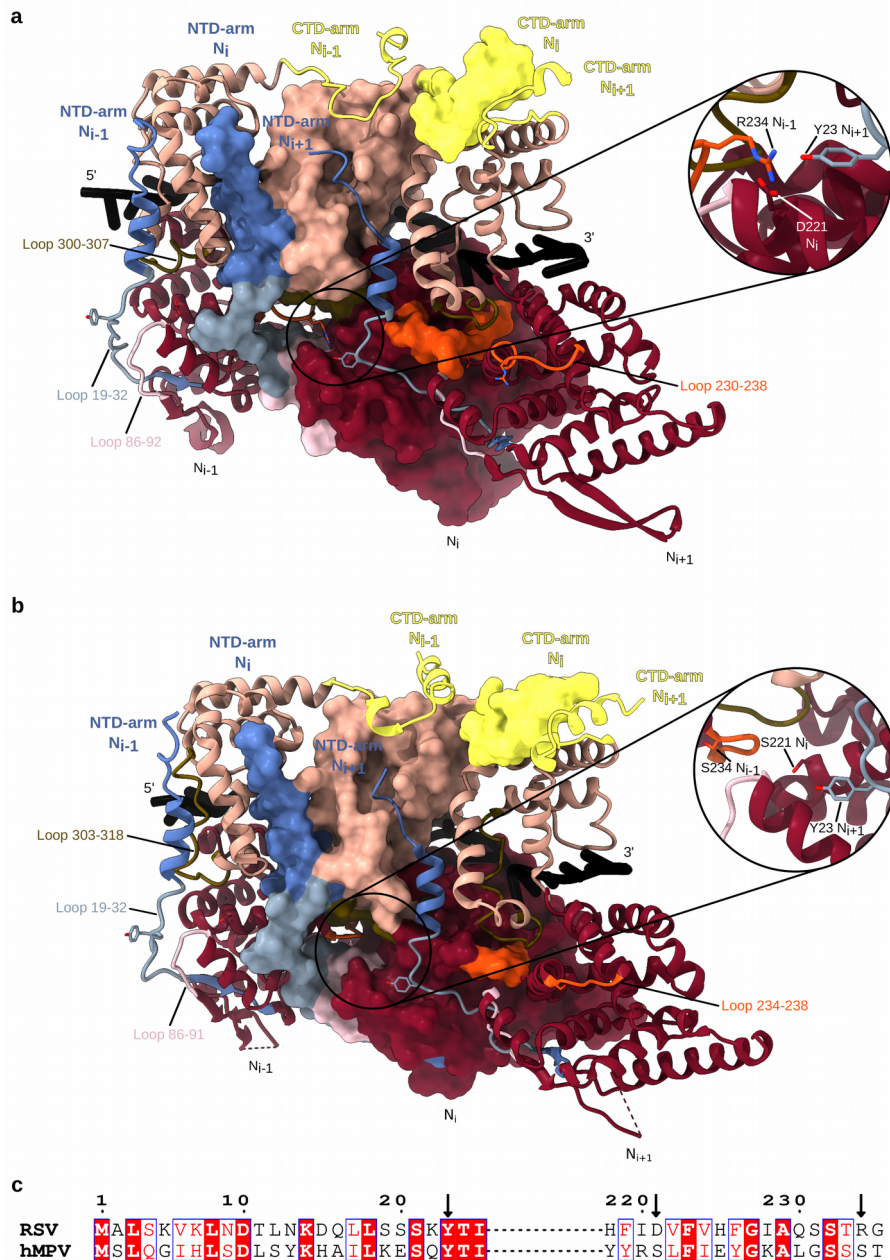 a
NTD-arm
Ni
CTD-arm
Ni-1
CTD-arm
Ni
CTD-arm
Ni+1
NTD-arm
Ni-1
NTD-arm
Ni+1
R234 Ni-1
Y23 Ni+1
D221
Ni
5'
3'
Loop 300-307
Loop 19-32
Loop 86-92
Loop 230-238
Ni-1
Ni
Ni+1
b
NTD-arm
Ni
CTD-arm
Ni-1
CTD-arm
Ni
CTD-arm
Ni+1
NTD-arm
Ni-1
NTD-arm
Ni+1
S221 Ni
S234 Ni-1
Y23 Ni+1
5'
3'
Loop 303-318
Loop 19-32
Loop 86-91
Loop 234-238
Ni-1
Ni
Ni+1
c
1 10 20 220 230
RSV MALSKVKLNDTLNKDQLLSSSKYTI------------HFIDVFVHFGIAQSSTRG
hMPV MSLQGIHLSDLSYKHAILKESQYTI------------YYRSLFIEYGKALGSSST